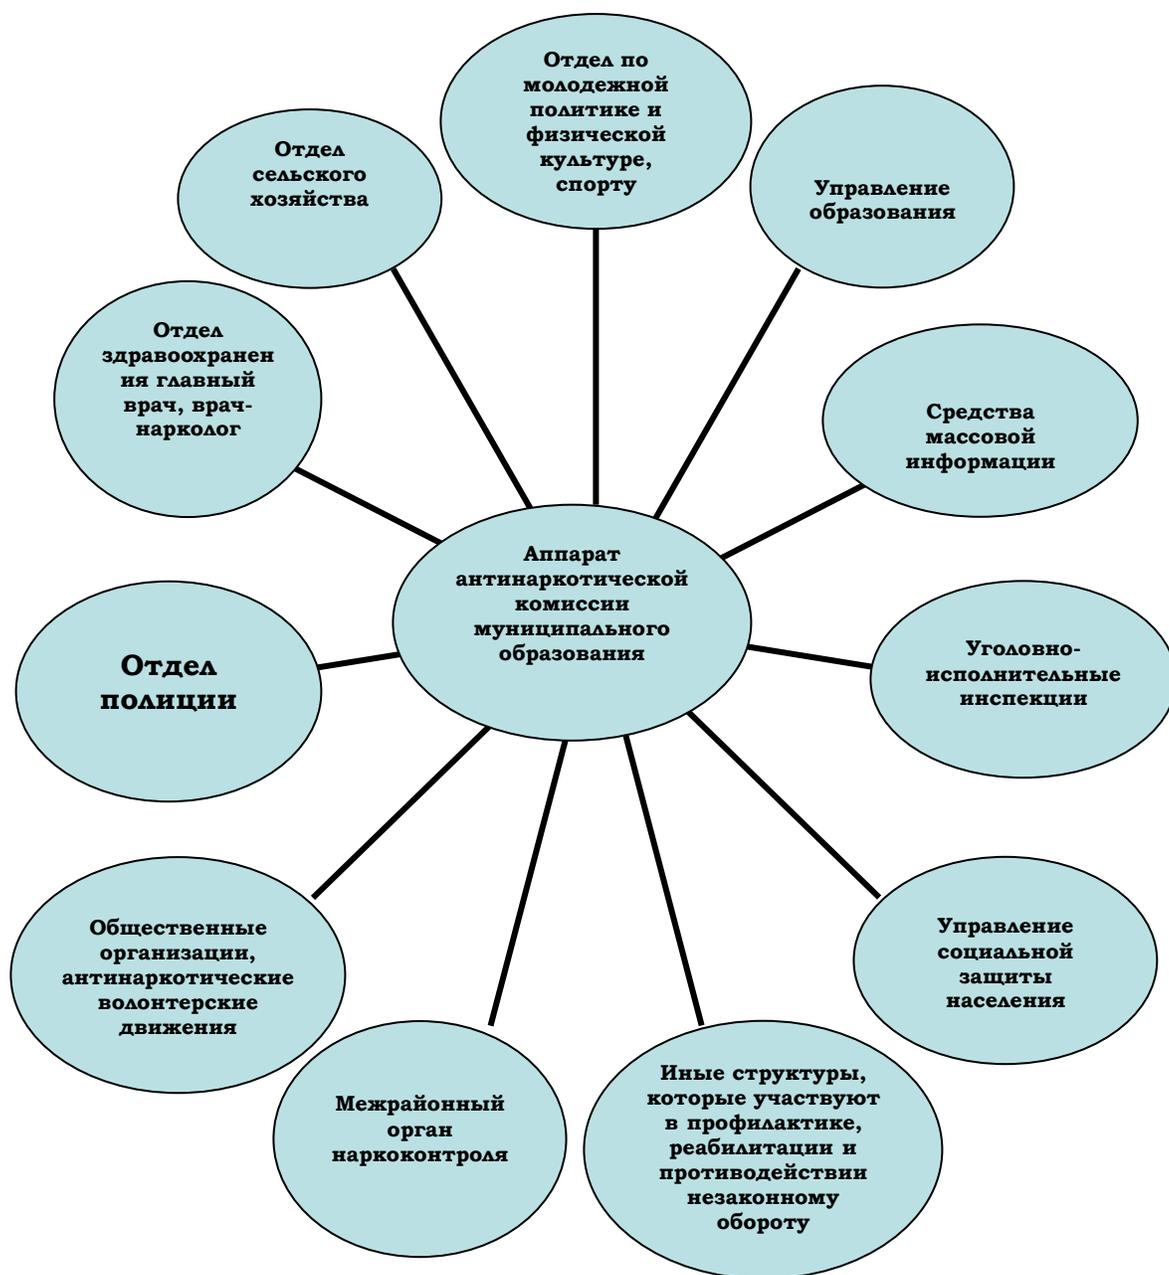 Отдел по
молодежной
политике и
физической
культуре,
спорту
Отдел
сельского
хозяйства
Управление
образования
Отдел
здравоохранен
ия главный
врач, врач-
нарколог
Средства
массовой
информации
Аппарат
антинаркотической
комиссии
муниципального
образования
Отдел
полиции
Уголовно-
исполнительные
инспекции
Общественные
организации,
антинаркотические
волонтерские
движения
Управление
социальной
защиты
населения
Межрайонный
орган
наркоконтроля
Иные структуры,
которые участвуют
в профилактике,
реабилитации и
противодействии
незаконному
обороту